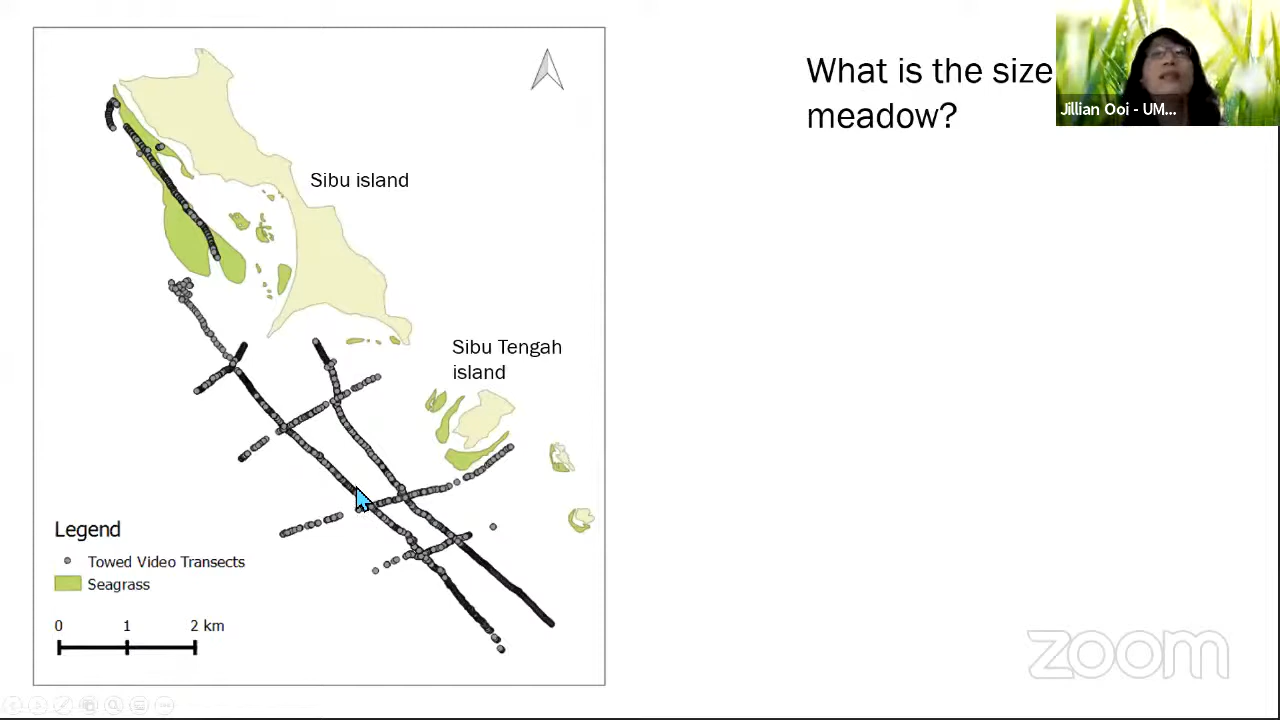 What is the size
meadow?
Jillian Ooi - UM...
Sibu island
Sibu Tengah
island
Legend
Towed Video Transects
Seagrass
0 1 2 km
zoom